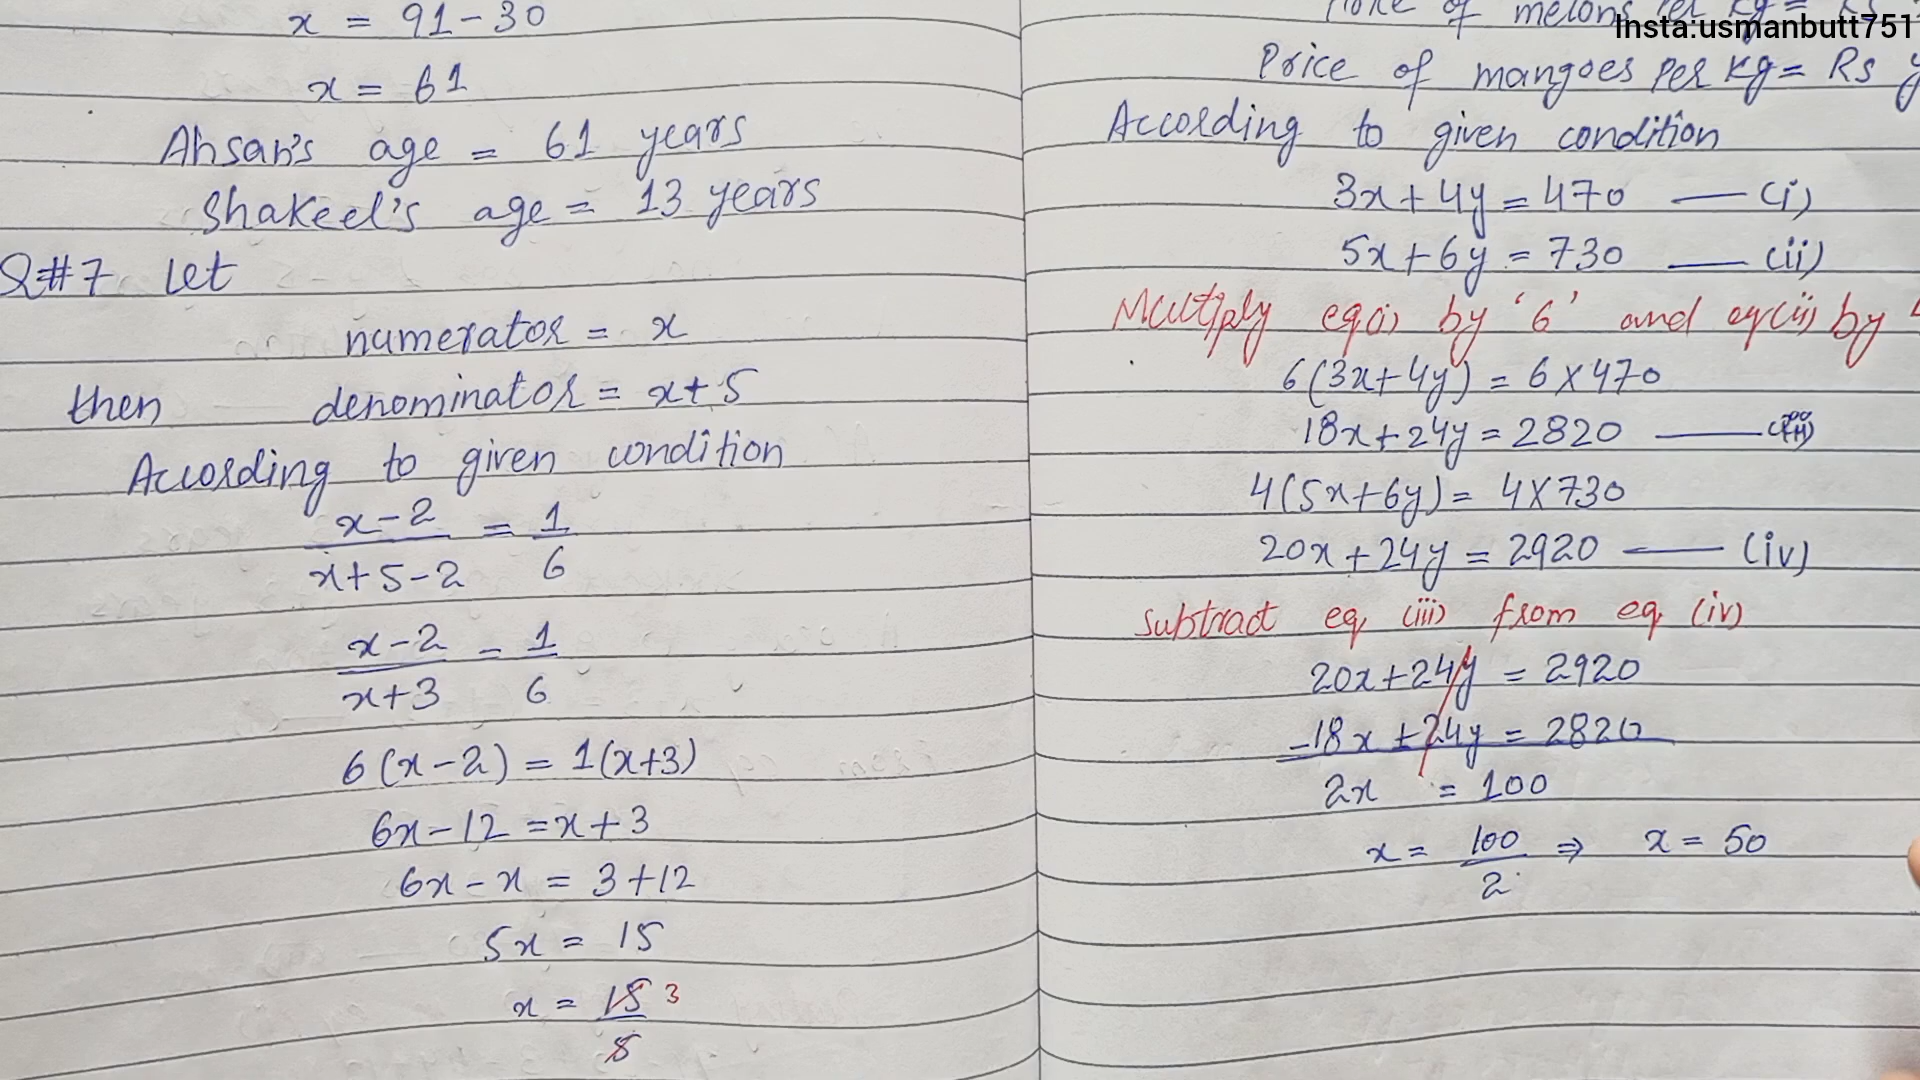 x = 91-30
x = 61
Ahsan's age = 61 years
Shakeel's age = 13 years
Q#7 Let
numerator = x
then denominator = x+5
According to given condition
x-2 / x+5-2 = 1/6
x-2 / x+3 - 1/6
6(x-2) = 1(x+3)
6x-12 = x+3
6x-x = 3+12
5x = 15
x = 15/5 3
of melons Per kg = Rs
Insta:usmanbutt751
Price of mangoes Per kg = Rs y
According to given condition
3x+4y = 470 — (i)
5x+6y = 730 — (ii)
Multiply eq(i) by '6' and eq(ii) by
6(3x+4y) = 6×470
18x+24y = 2820 — (iii)
4(5x+6y) = 4×730
20x+24y = 2920 — (iv)
subtract eq (iii) from eq (iv)
20x+24y = 2920
-18x+24y = 2820
2x = 100
x = 100/2 ⇒ x = 50